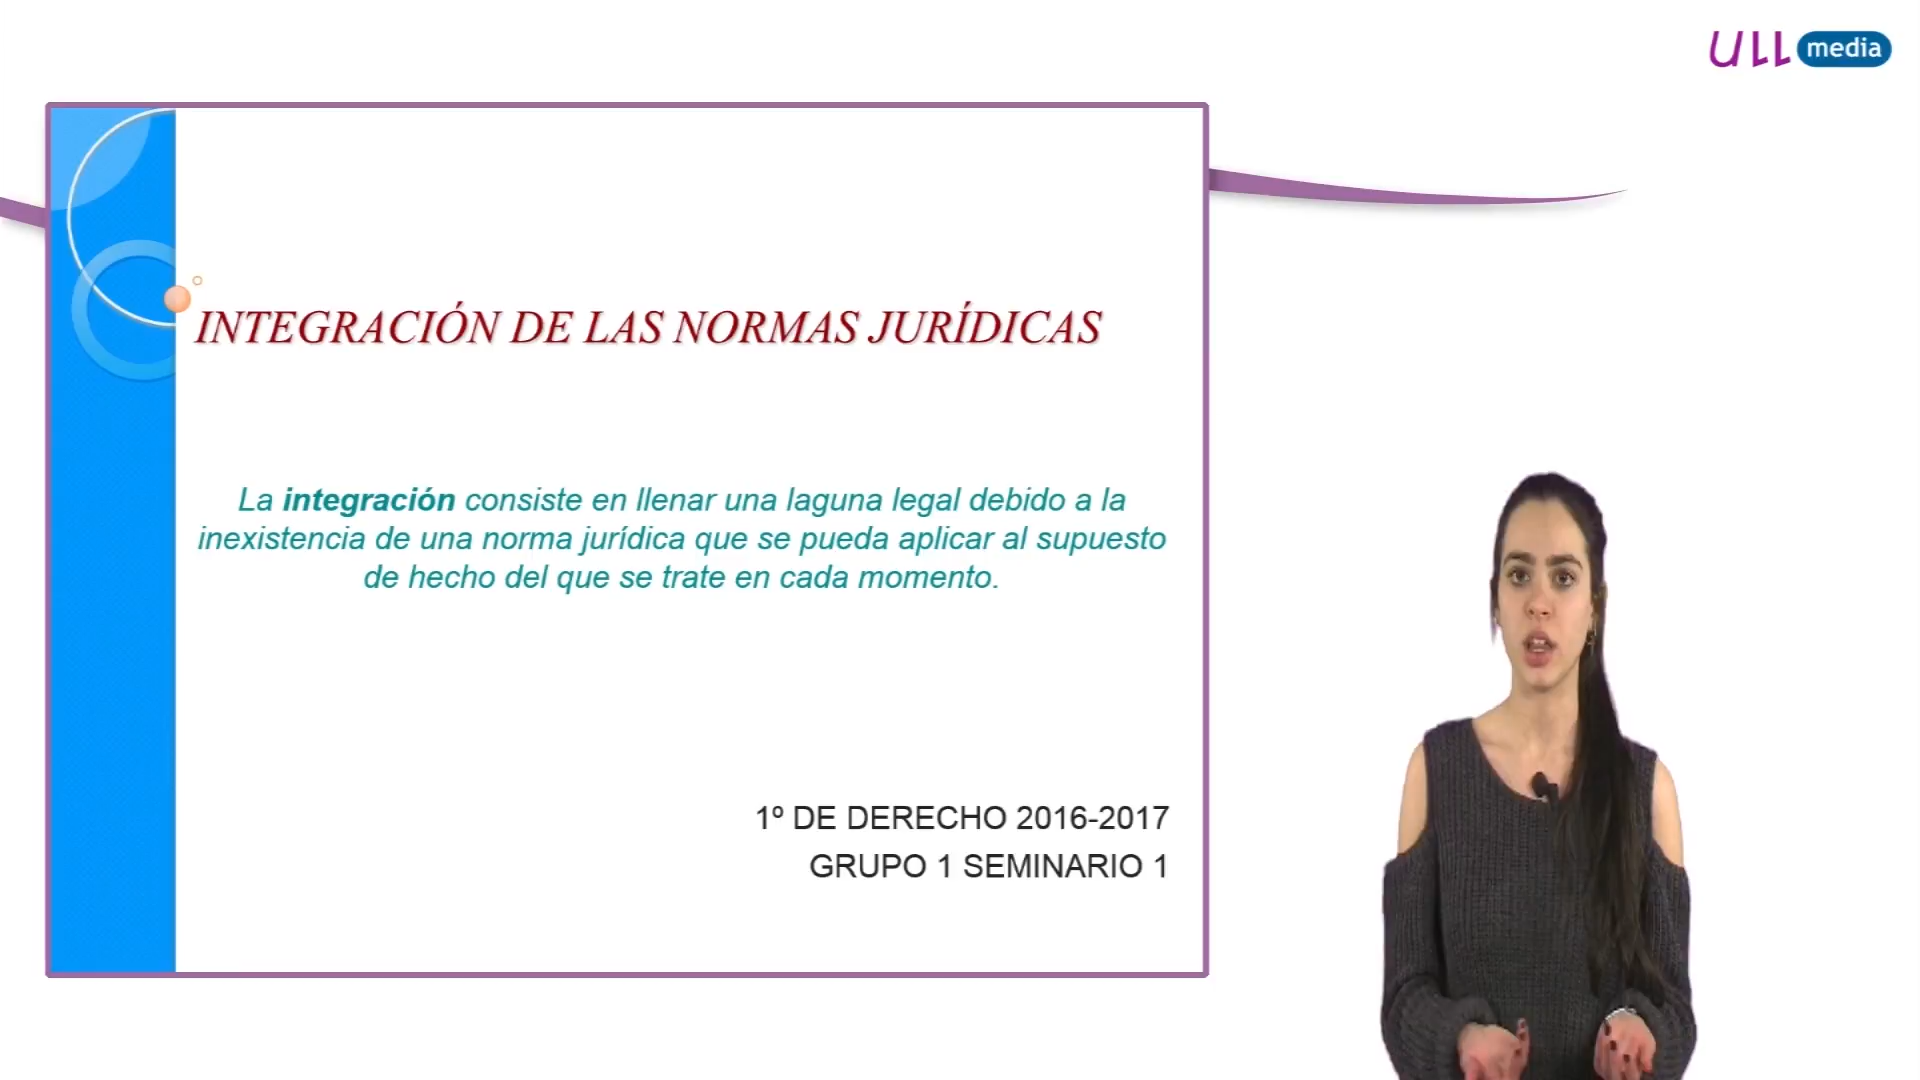 ULL media
INTEGRACIÓN DE LAS NORMAS JURÍDICAS
La integración consiste en llenar una laguna legal debido a la
inexistencia de una norma jurídica que se pueda aplicar al supuesto
de hecho del que se trate en cada momento.
1º DE DERECHO 2016-2017
GRUPO 1 SEMINARIO 1